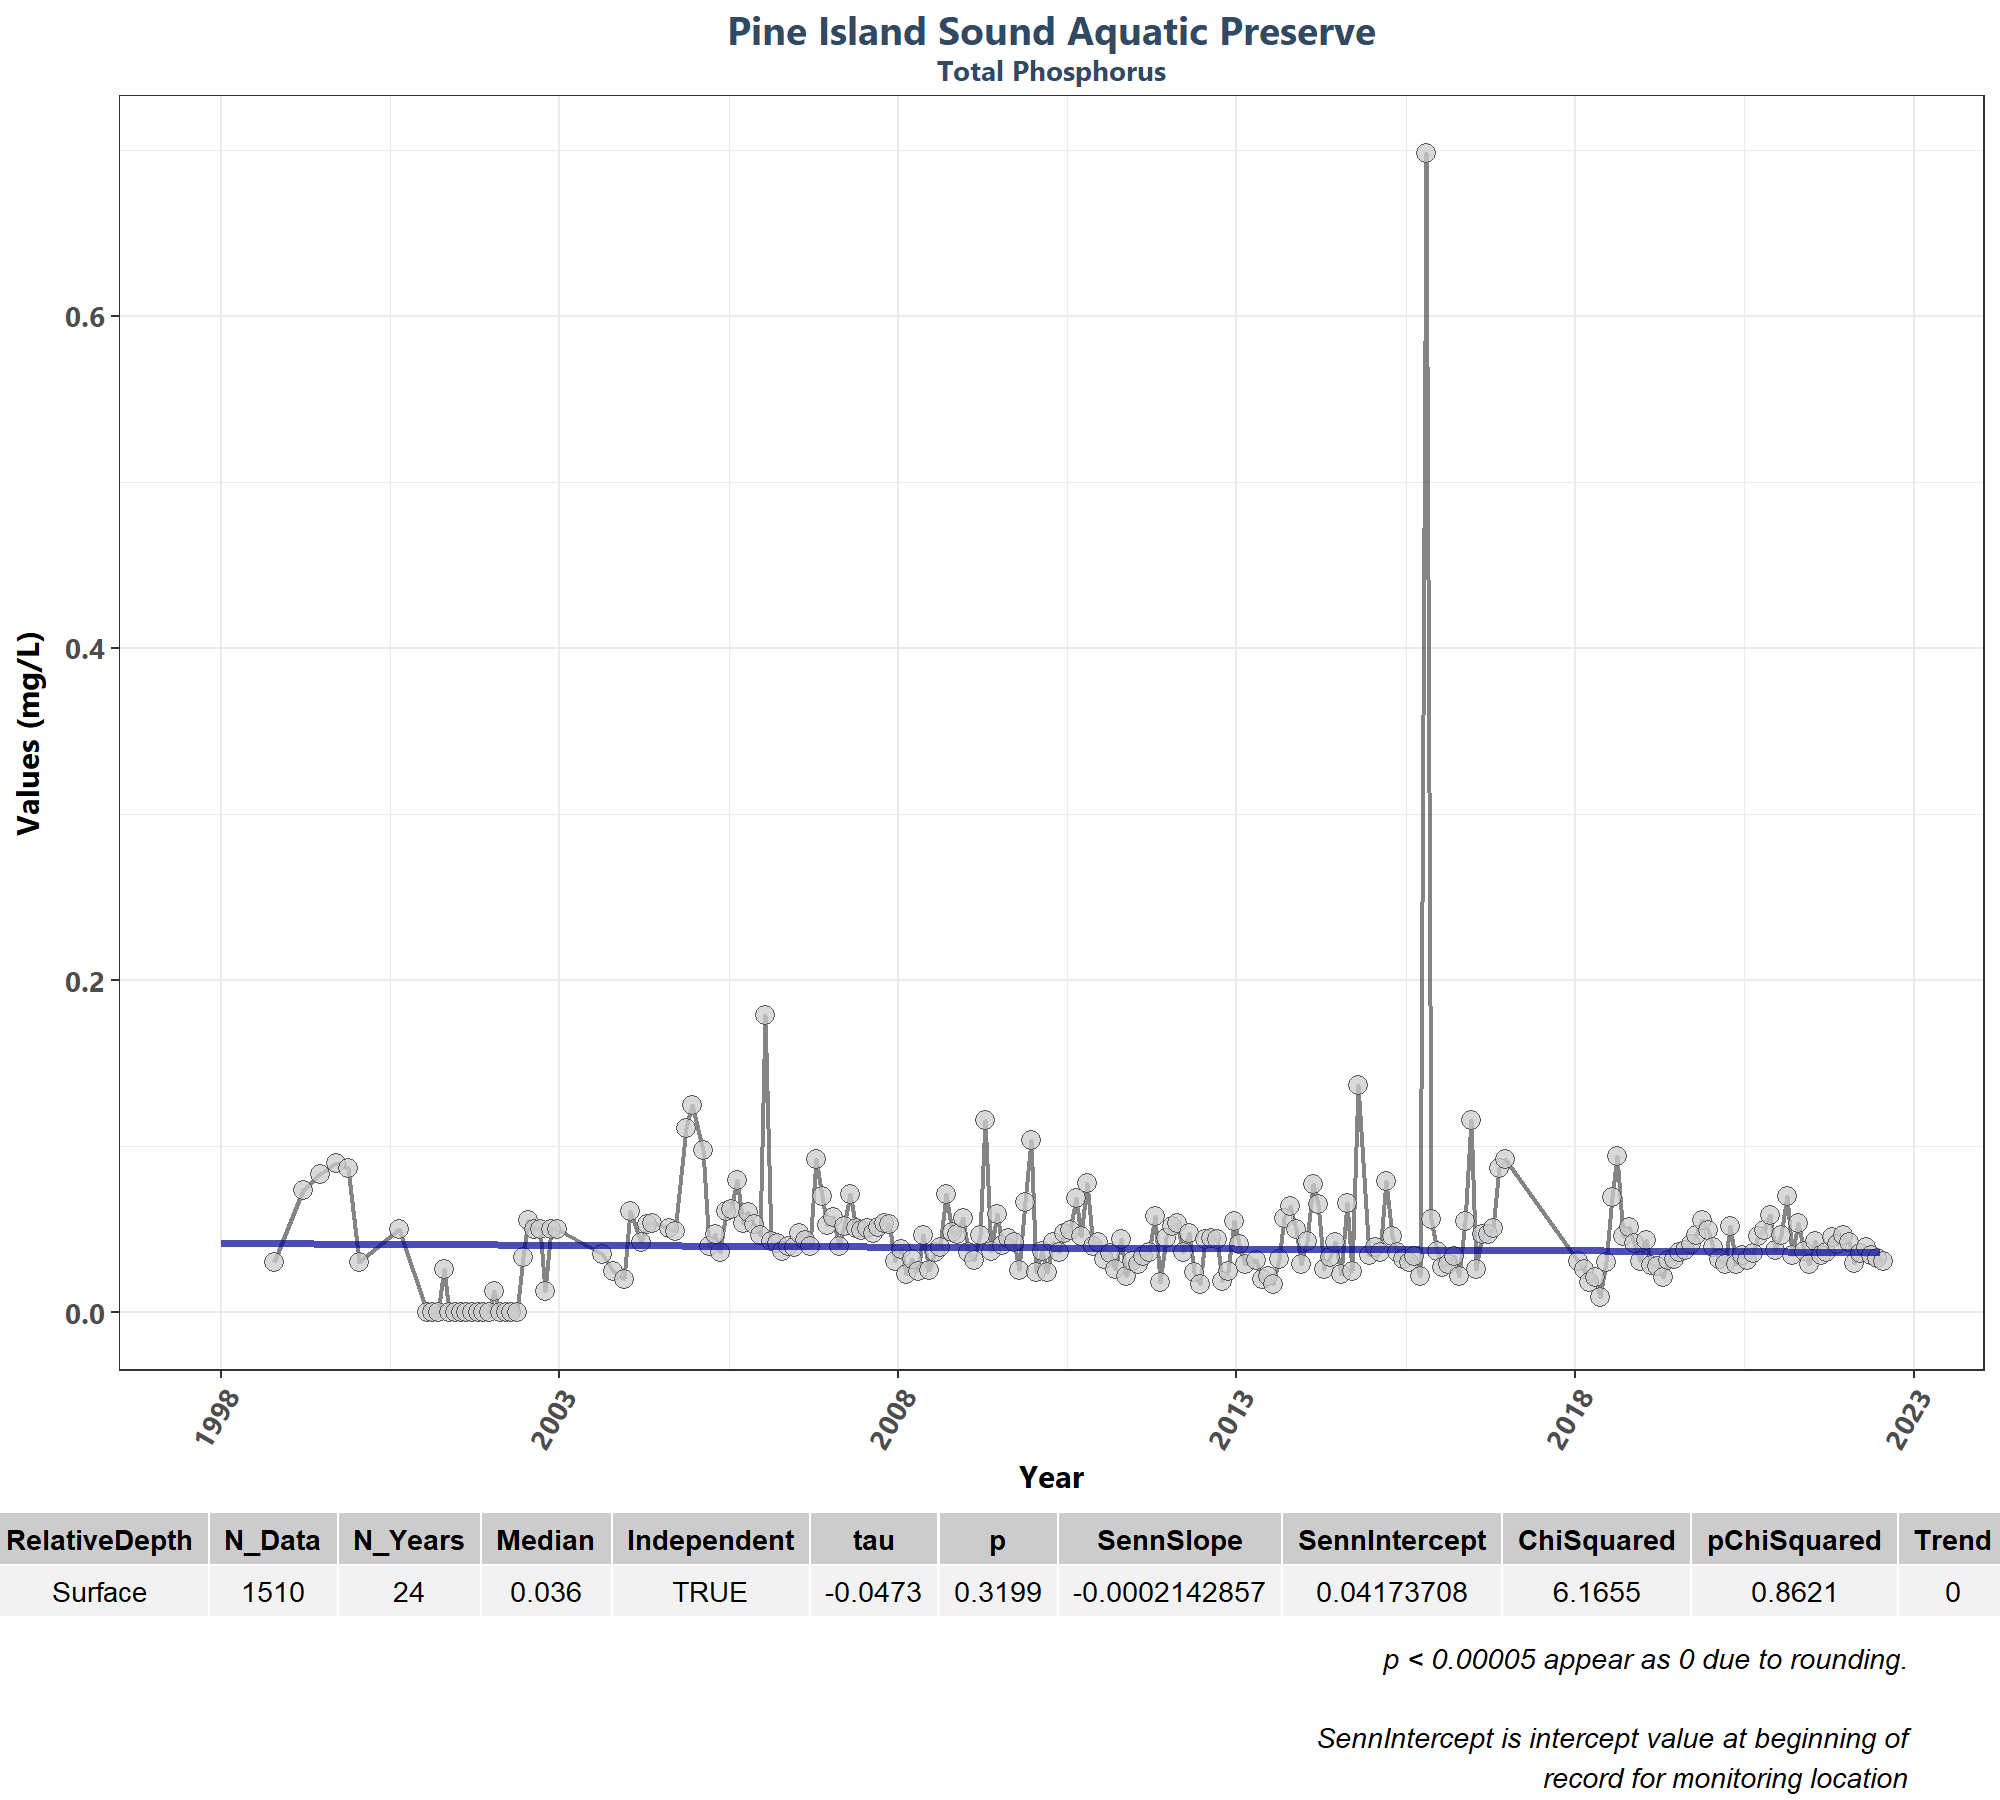 Pine Island Sound Aquatic Preserve
Total Phosphorus
Values (mg/L)
0.6
0.4
0.2
0.0
1998 2003 2008 2013 2018 2023
Year
RelativeDepth N_Data N_Years Median Independent tau p SennSlope SennIntercept ChiSquared pChiSquared Trend
Surface 1510 24 0.036 TRUE -0.0473 0.3199 -0.0002142857 0.04173708 6.1655 0.8621 0
p < 0.00005 appear as 0 due to rounding.
SennIntercept is intercept value at beginning of
record for monitoring location